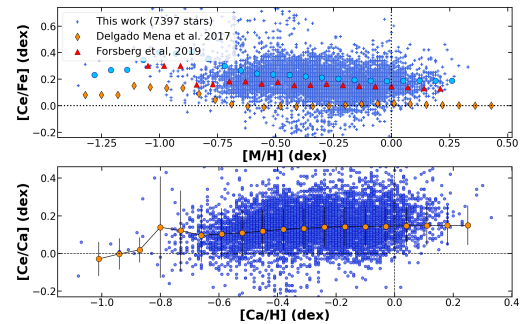 0.6
0.4
0.2
0.0
−0.2
[Ce/Fe] (dex)
This work (7397 stars)
Delgado Mena et al. 2017
Forsberg et al, 2019
−1.25 −1.00 −0.75 −0.50 −0.25 0.00 0.25 0.50
[M/H] (dex)
0.4
0.2
0.0
−0.2
[Ce/Ca] (dex)
−1.0 −0.8 −0.6 −0.4 −0.2 0.0 0.2 0.4
[Ca/H] (dex)